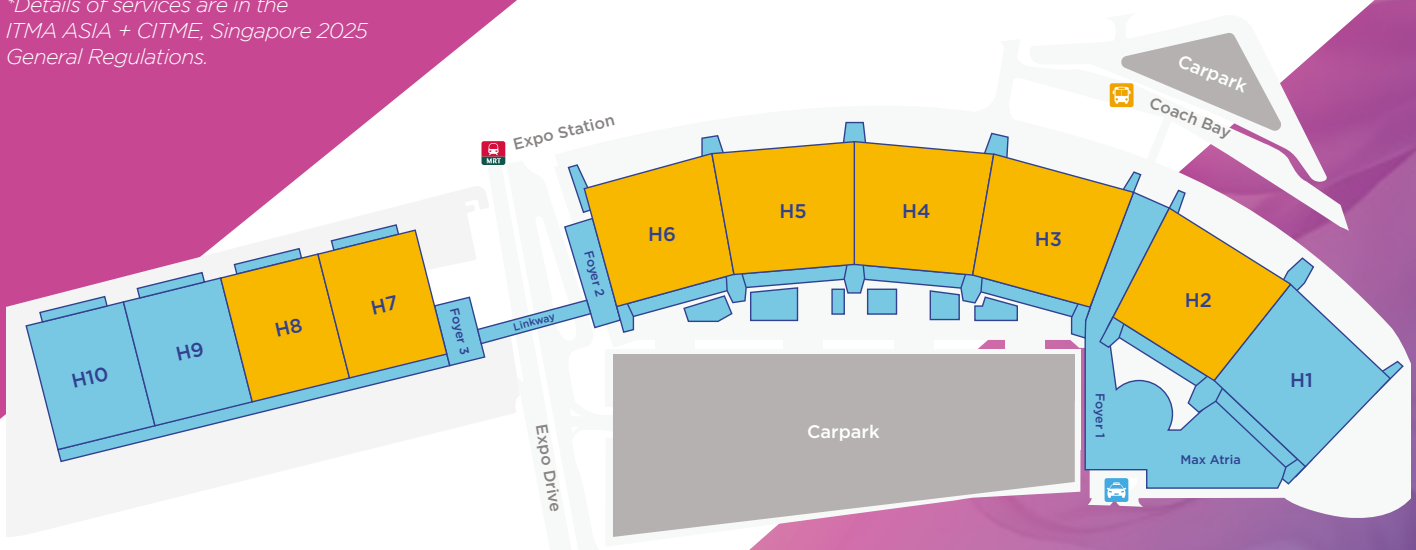 *Details of services are in the
ITMA ASIA + CITME, Singapore 2025
General Regulations.
Carpark
Coach Bay
Expo Station
MRT
H6
H5
H4
H3
H2
H1
Foyer 2
H10
H9
H8
H7
Foyer 3
Linkway
Expo Drive
Carpark
Foyer 1
Max Atria